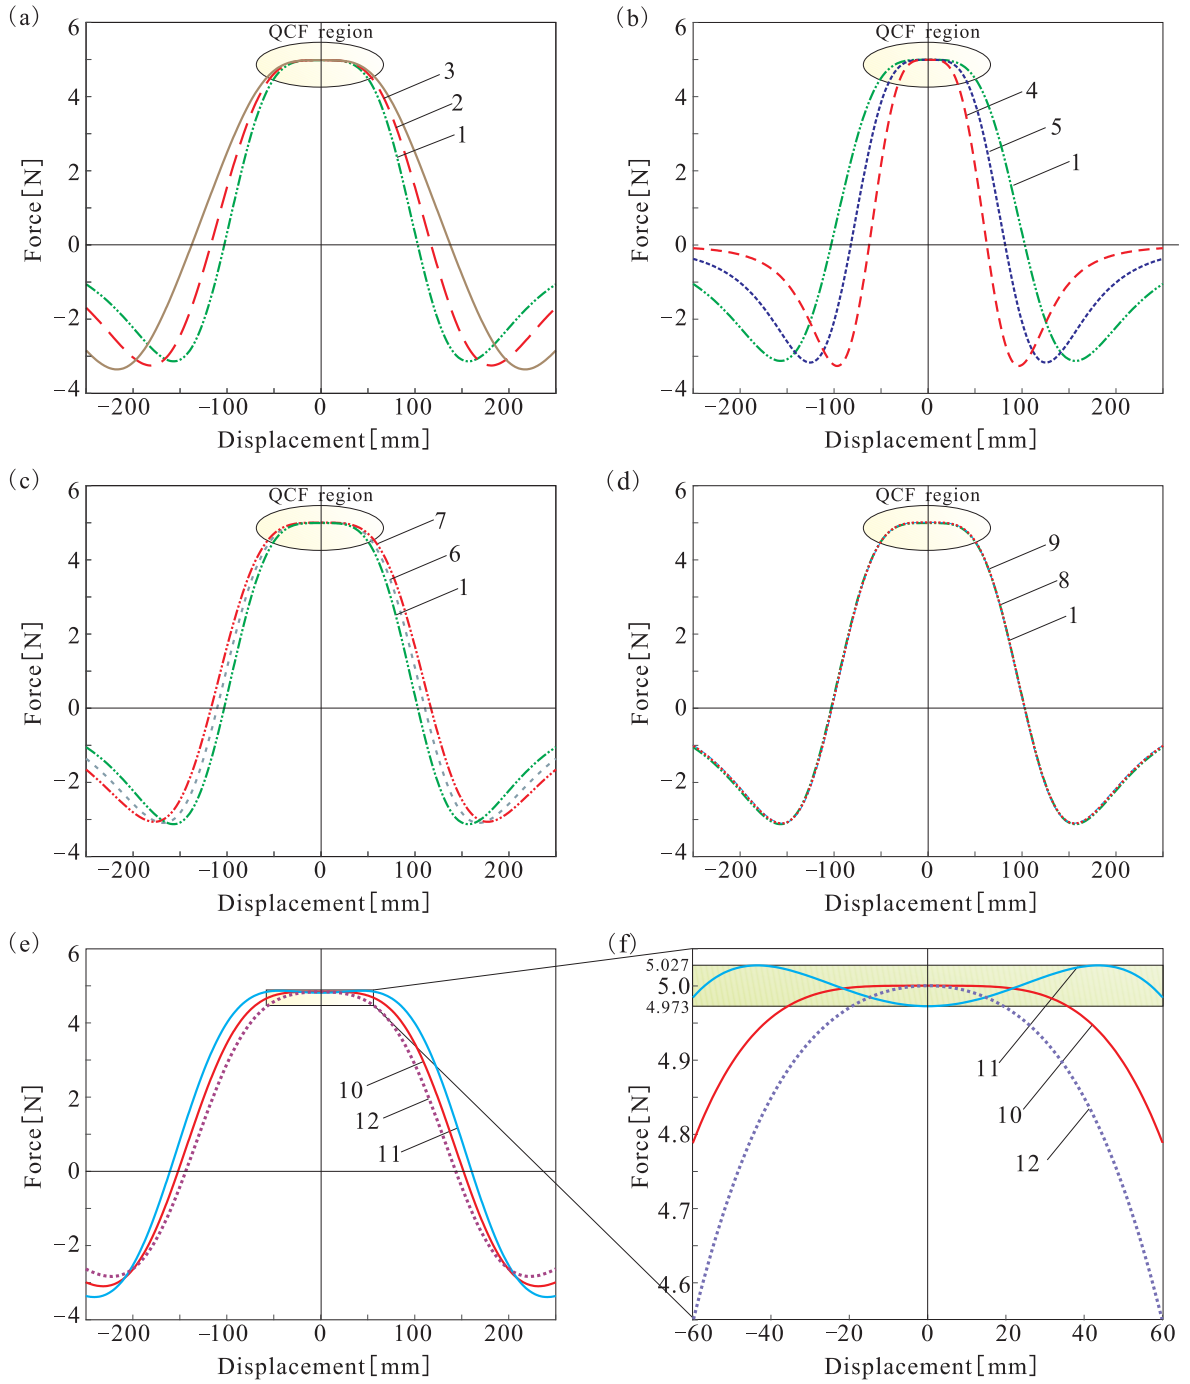 (a)
QCF region
6
4
2
0
−2
−4
Force[N]
3
2
1
−200 −100 0 100 200
Displacement[mm]
(b)
QCF region
6
4
2
0
−2
−4
Force[N]
4
5
1
−200 −100 0 100 200
Displacement[mm]
(c)
QCF region
6
4
2
0
−2
−4
Force[N]
7
6
1
−200 −100 0 100 200
Displacement[mm]
(d)
QCF region
6
4
2
0
−2
−4
Force[N]
9
8
1
−200 −100 0 100 200
Displacement[mm]
(e)
6
4
2
0
−2
−4
Force[N]
10
12
11
−200 −100 0 100 200
Displacement[mm]
(f)
5.027
5.0
4.973
4.9
4.8
4.7
4.6
Force[N]
11
10
12
−60 −40 −20 0 20 40 60
Displacement[mm]